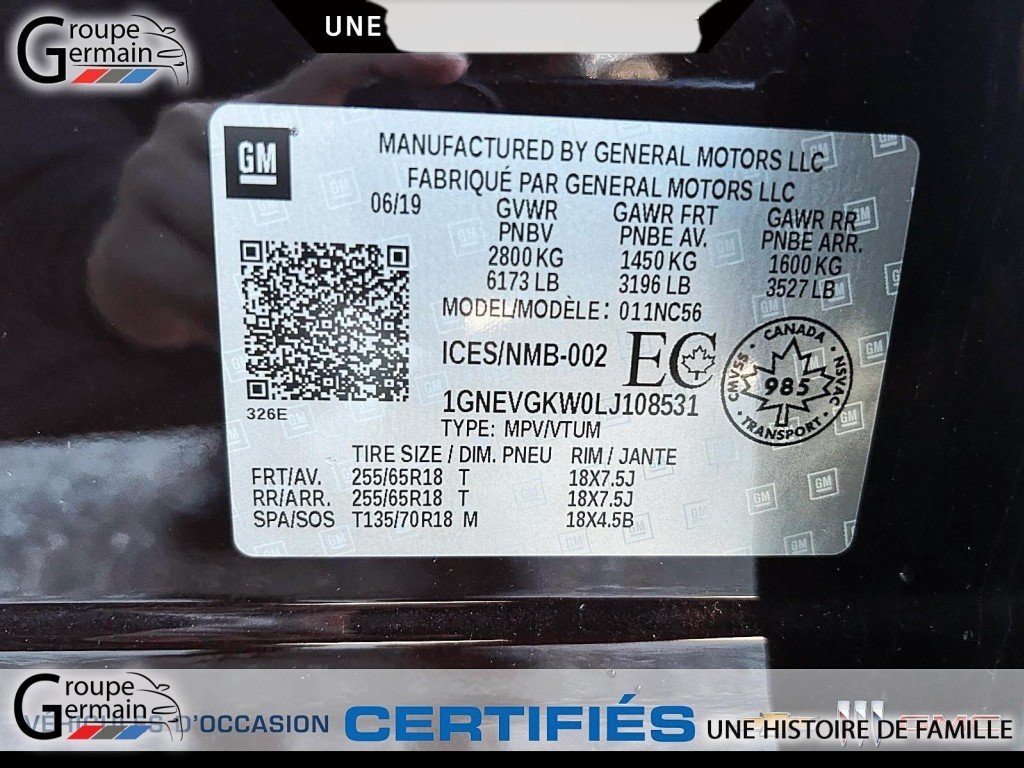 Groupe
Germain
UNE
GM
MANUFACTURED BY GENERAL MOTORS LLC
FABRIQUÉ PAR GENERAL MOTORS LLC
06/19 GVWR GAWR FRT GAWR RR
PNBV PNBE AV. PNBE ARR.
2800 KG 1450 KG 1600 KG
6173 LB 3196 LB 3527 LB
MODEL/MODÈLE: 011NC56
ICES/NMB-002 EC
CANADA
CMVSS 985 NSVAC
TRANSPORT
326E
1GNEVGKW0LJ108531
TYPE: MPV/VTUM
TIRE SIZE / DIM. PNEU RIM / JANTE
FRT/AV. 255/65R18 T 18X7.5J
RR/ARR. 255/65R18 T 18X7.5J
SPA/SOS T135/70R18 M 18X4.5B
Groupe
Germain
VÉHICULES D'OCCASION CERTIFIÉS GMC
UNE HISTOIRE DE FAMILLE